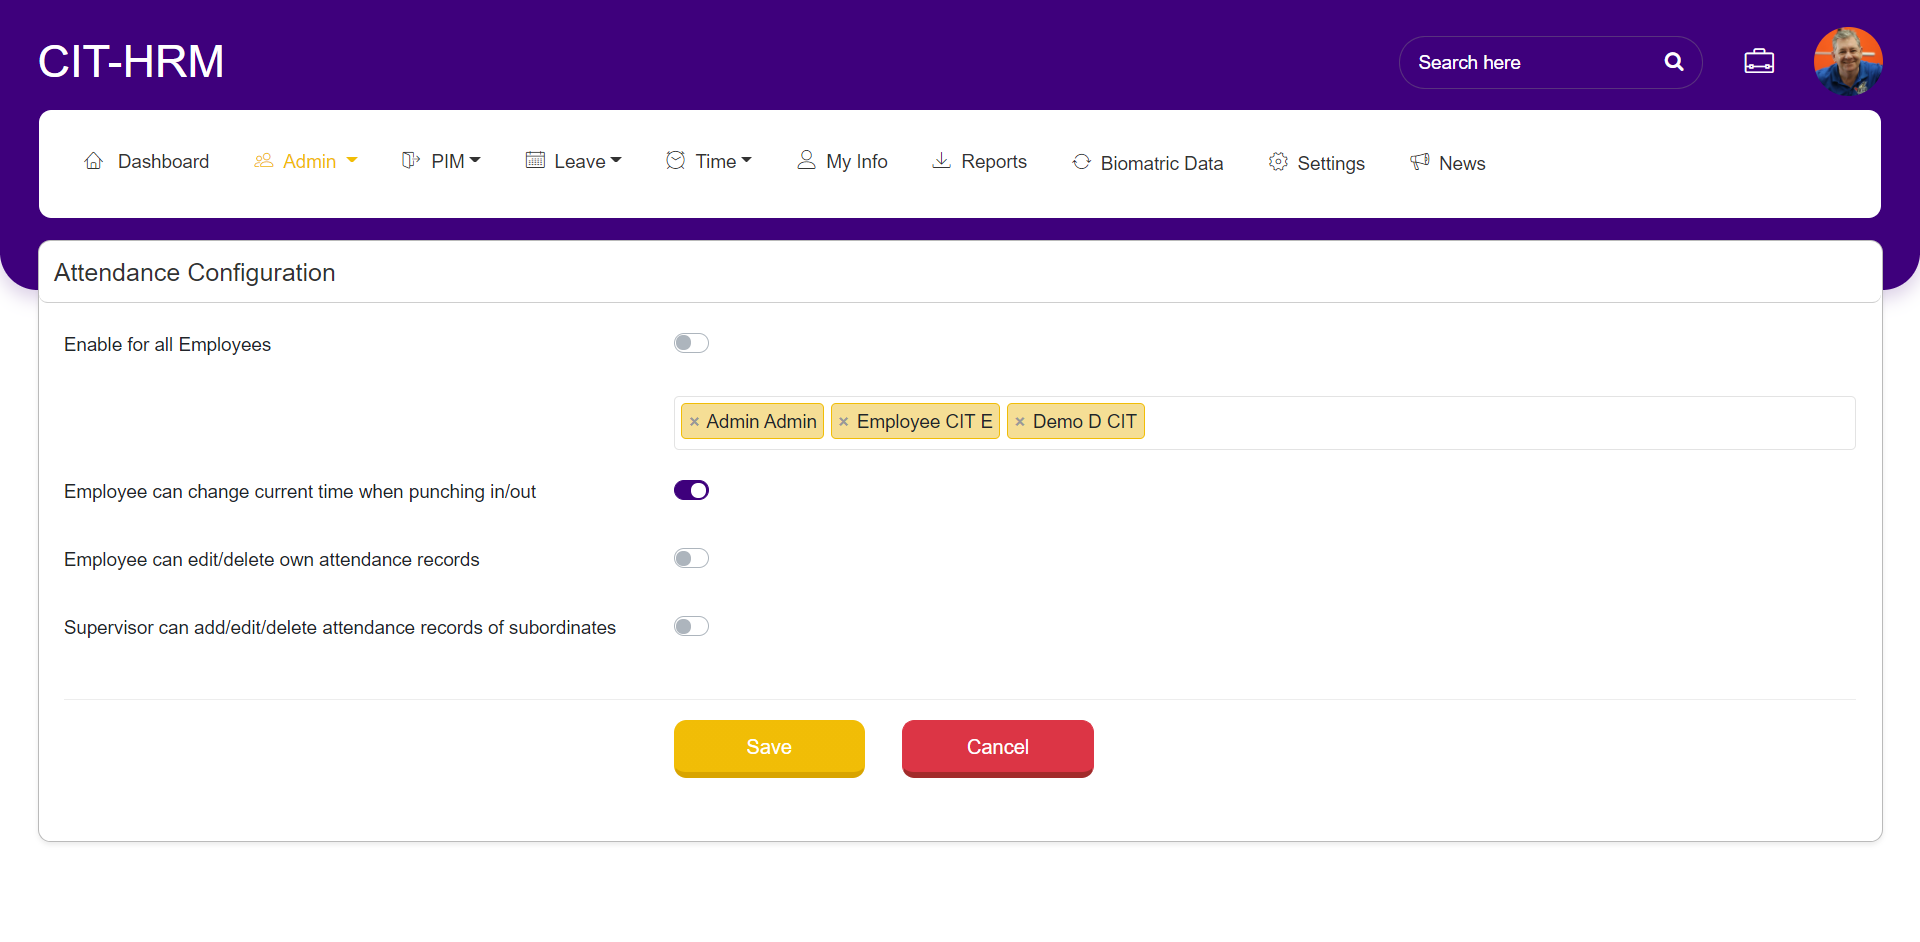 CIT-HRM
Search here
Dashboard Admin PIM Leave Time My Info Reports Biomatric Data Settings News
Attendance Configuration
Enable for all Employees
× Admin Admin × Employee CIT E × Demo D CIT
Employee can change current time when punching in/out
Employee can edit/delete own attendance records
Supervisor can add/edit/delete attendance records of subordinates
Save Cancel